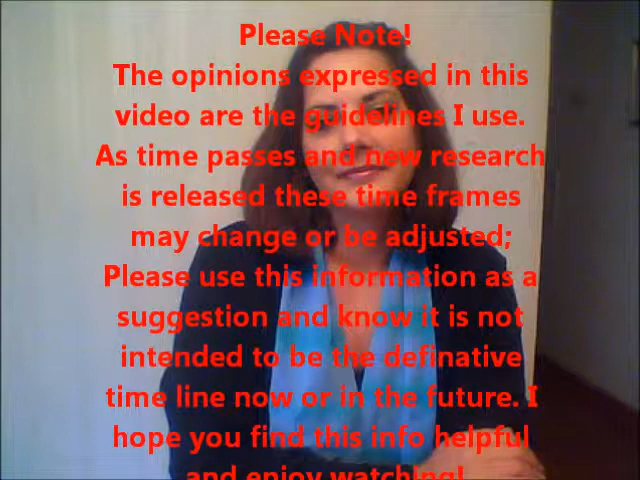 Please Note!
The opinions expressed in this
video are the guidelines I use.
As time passes and new research
is released these time frames
may change or be adjusted;
Please use this information as a
suggestion and know it is not
intended to be the definative
time line now or in the future. I
hope you find this info helpful
and enjoy watching!